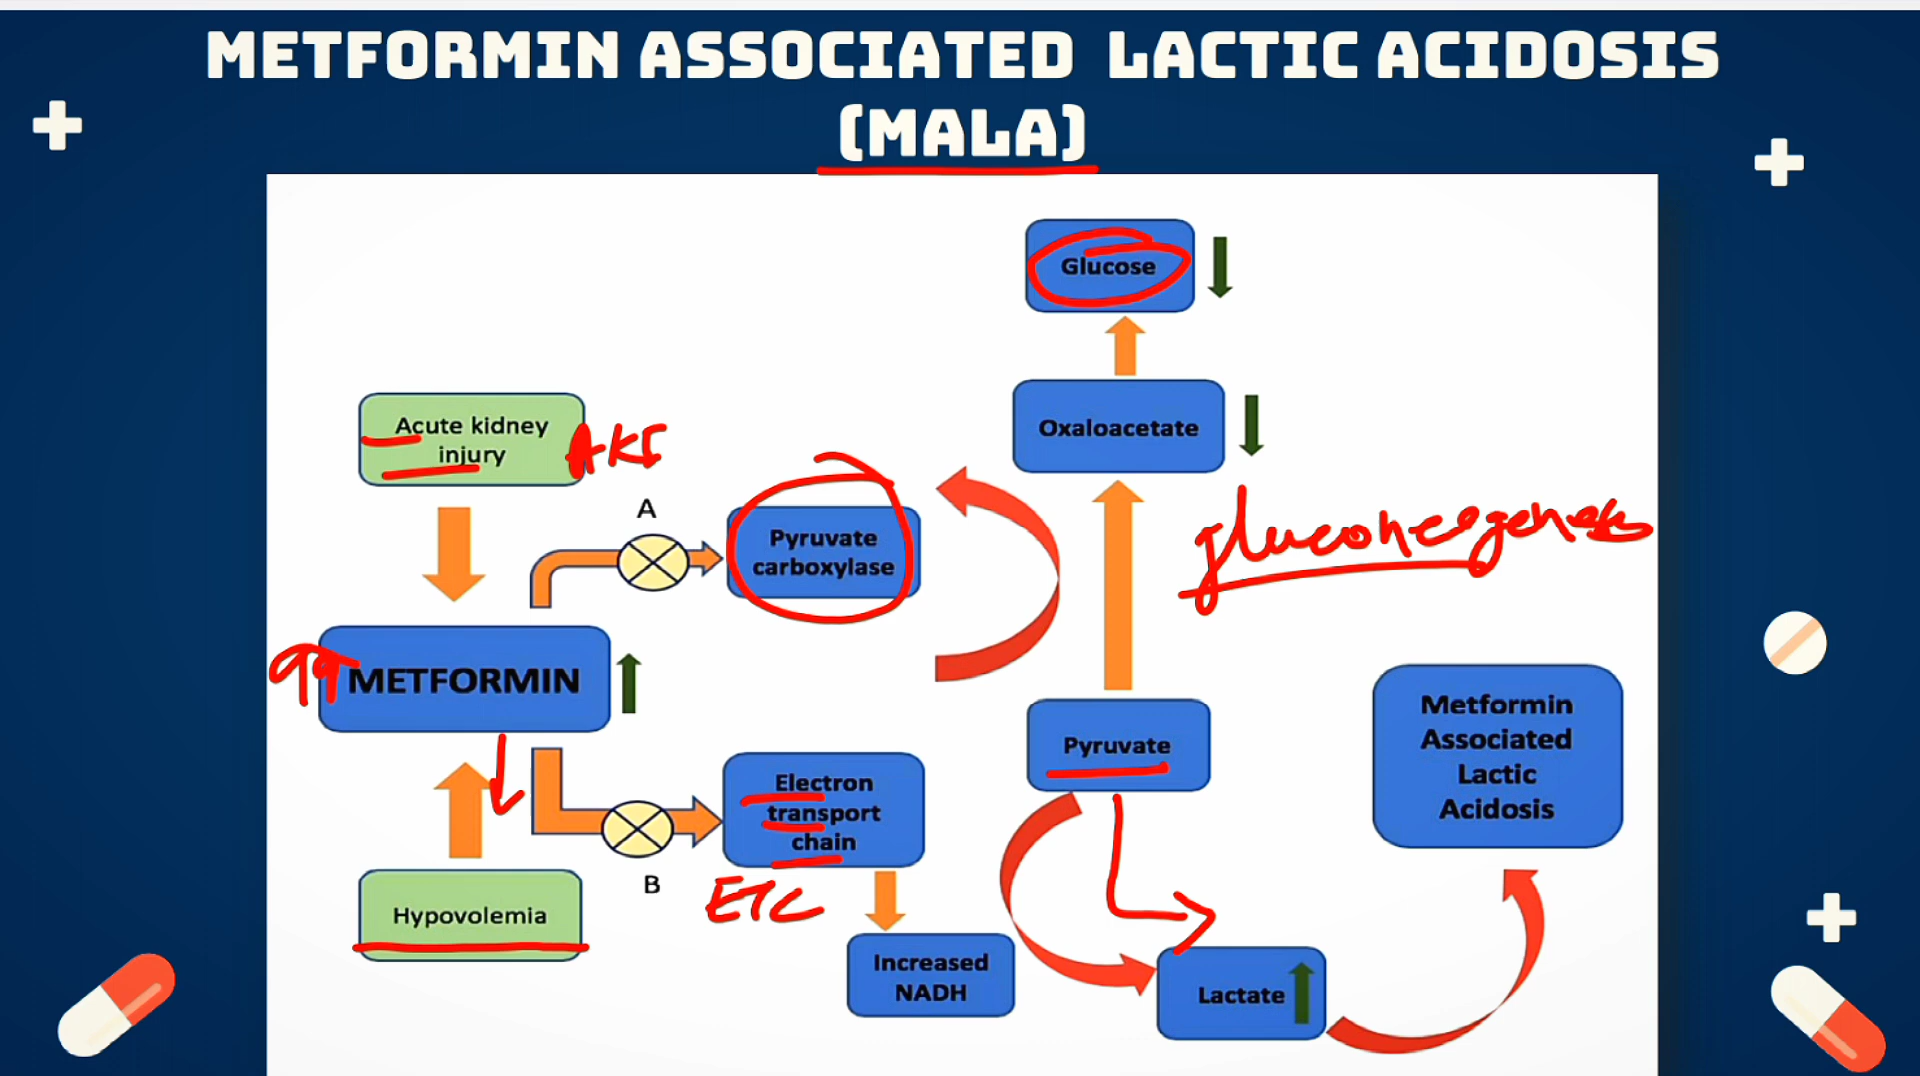 METFORMIN ASSOCIATED LACTIC ACIDOSIS
(MALA)
Glucose
Oxaloacetate
Acute kidney
injury
AKI
A
Pyruvate
carboxylase
gluconeogenesis
METFORMIN
Pyruvate
Metformin
Associated
Lactic
Acidosis
Electron
transport
chain
B
ETC
Hypovolemia
Increased
NADH
Lactate